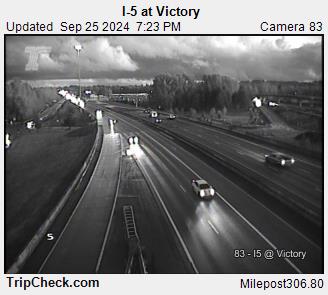 I-5 at Victory
Updated Sep 25 2024 7:23 PM
Camera 83
S
83 - I5 @ Victory
TripCheck.com
Milepost306.80